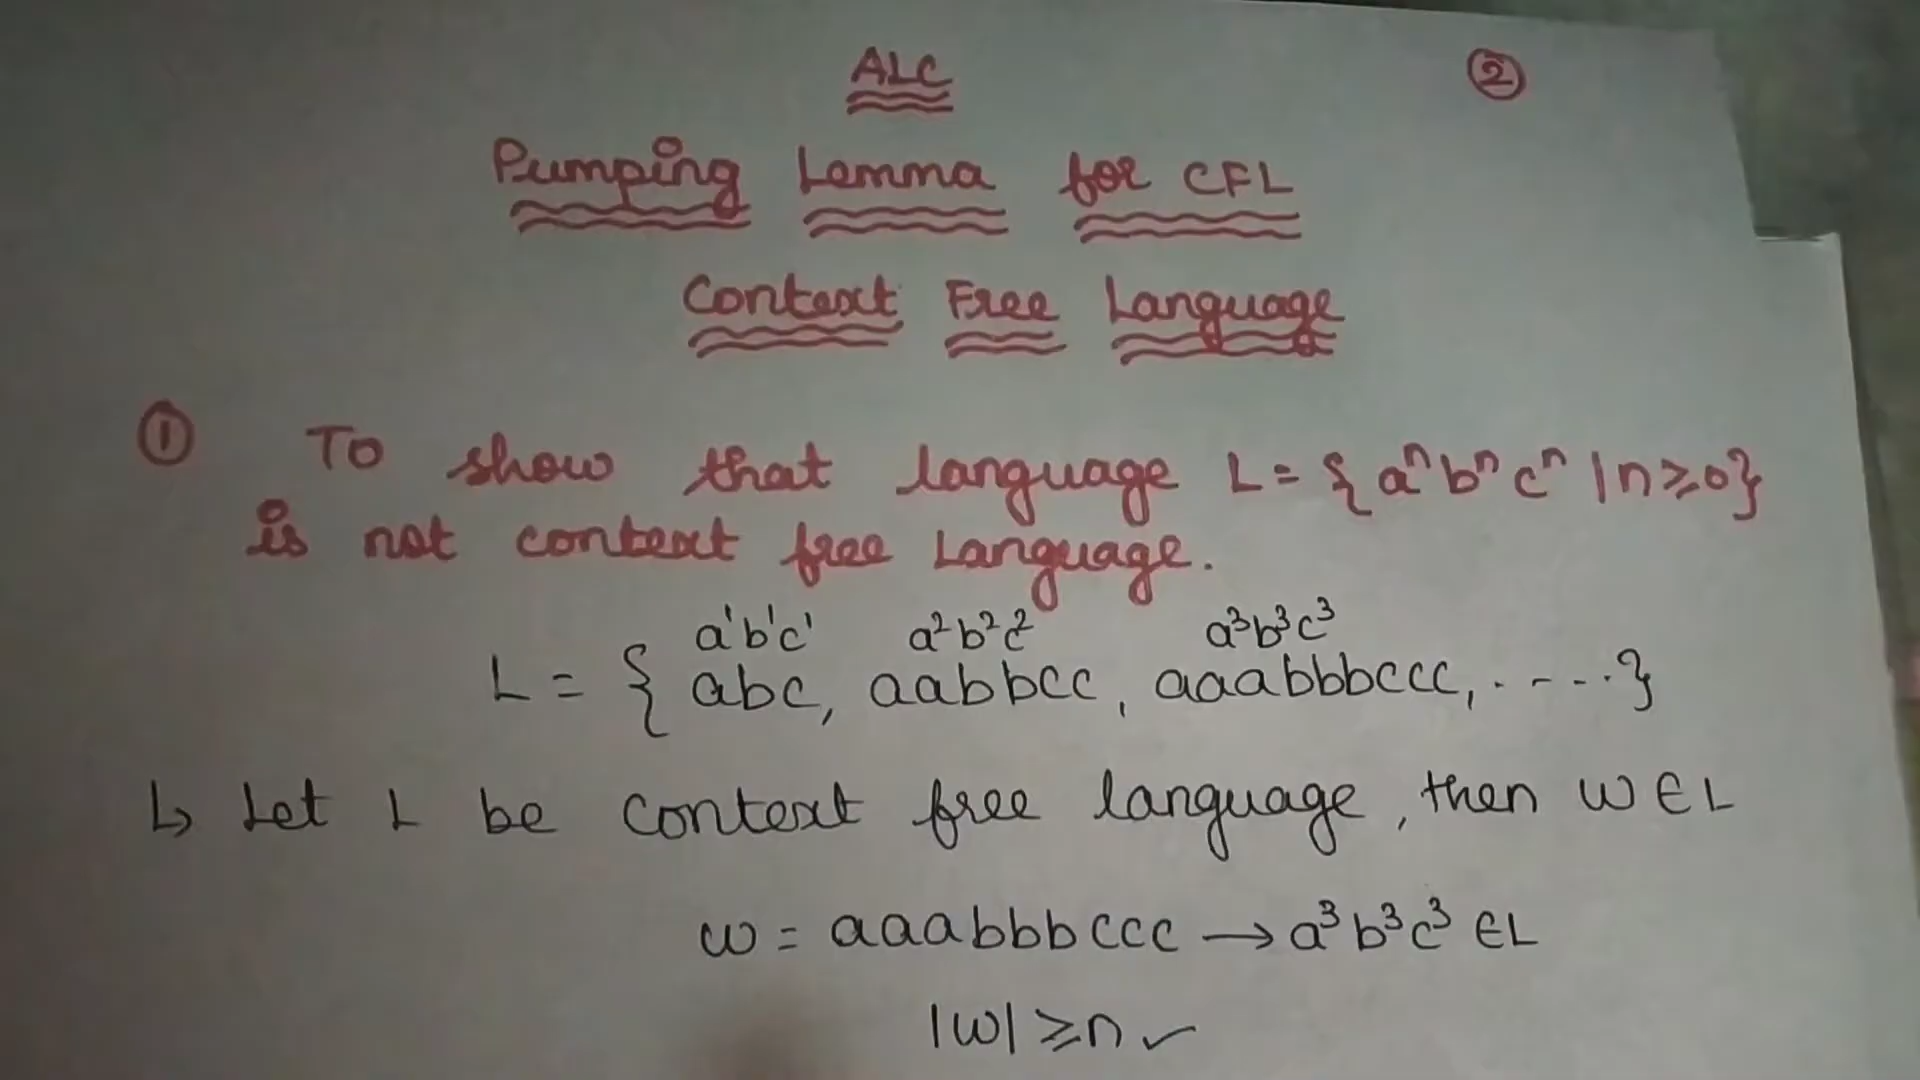 ALC
②
Pumping Lemma for CFL
Context Free Language
① To show that language L = {aⁿbⁿcⁿ | n ≥ 0}
is not context free Language.
a¹b¹c¹ a²b²c² a³b³c³
L = { abc, aabbcc, aaabbbccc, . - - - . . }
↳ Let L be context free language, then w ∈ L
w = aaabbbccc → a³b³c³ ∈ L
|w| ≥ n ✓